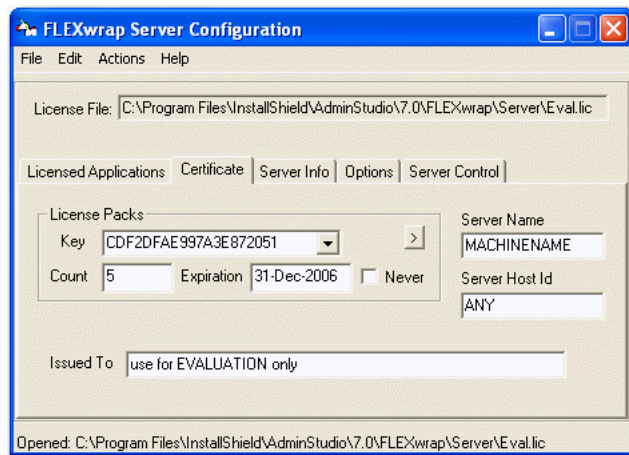 FLEXwrap Server Configuration
File Edit Actions Help
License File: C:\Program Files\InstallShield\AdminStudio\7.0\FLEXwrap\Server\Eval.lic
Licensed Applications Certificate Server Info Options Server Control
License Packs
Key CDF2DFAE997A3E872051 >
Count 5 Expiration 31-Dec-2006 Never
Server Name
MACHINENAME
Server Host Id
ANY
Issued To use for EVALUATION only
Opened: C:\Program Files\InstallShield\AdminStudio\7.0\FLEXwrap\Server\Eval.lic